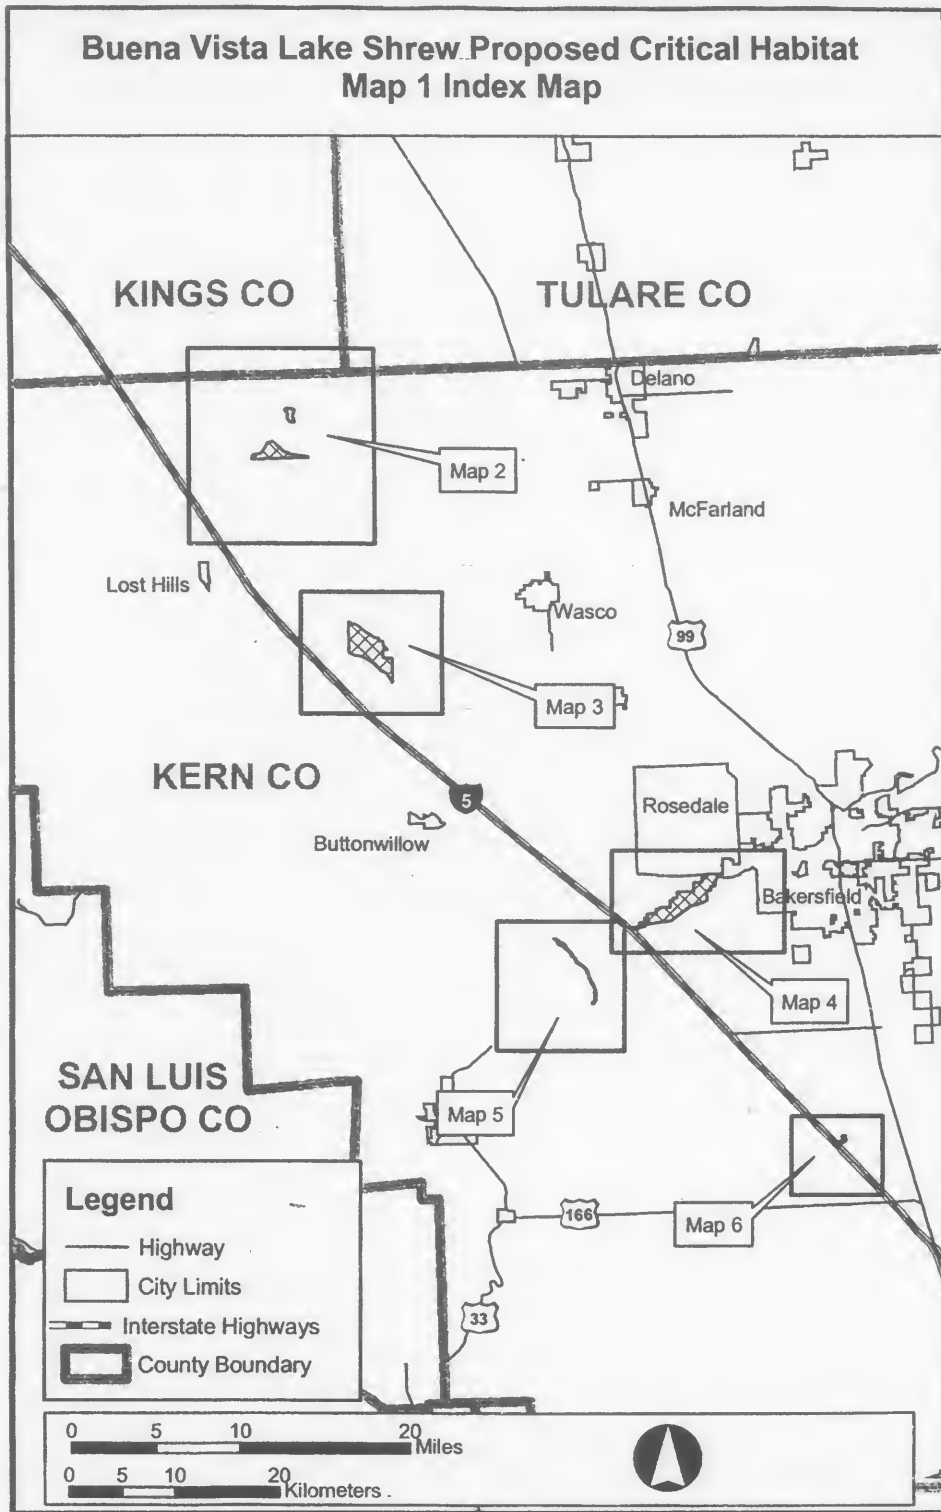 Buena Vista Lake Shrew Proposed Critical Habitat
Map 1 Index Map
KINGS CO
TULARE CO
Delano
Map 2
McFarland
Lost Hills
Wasco
99
Map 3
KERN CO
5
Rosedale
Buttonwillow
Bakersfield
Map 4
SAN LUIS
OBISPO CO
Map 5
Legend
Highway
City Limits
Interstate Highways
County Boundary
166
Map 6
33
0 5 10 20 Miles
0 5 10 20 Kilometers